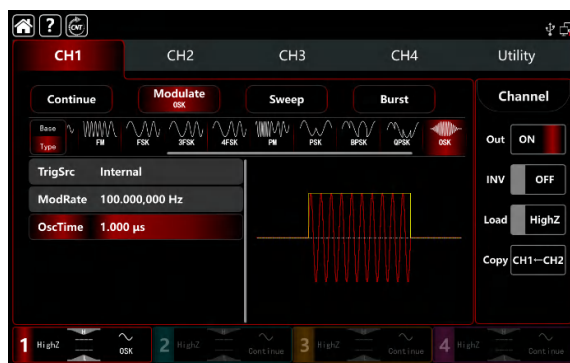 ? CNT
CH1 CH2 CH3 CH4 Utility
Continue Modulate OSK Sweep Burst Channel
Base Type FM FSK 3FSK 4FSK PM PSK BPSK QPSK OSK
Out ON
TrigSrc Internal
INV OFF
ModRate 100.000,000 Hz
Load HighZ
OscTime 1.000 µs
Copy CH1←CH2
1 HighZ OSK 2 HighZ Continue 3 HighZ Continue 4 HighZ Continue